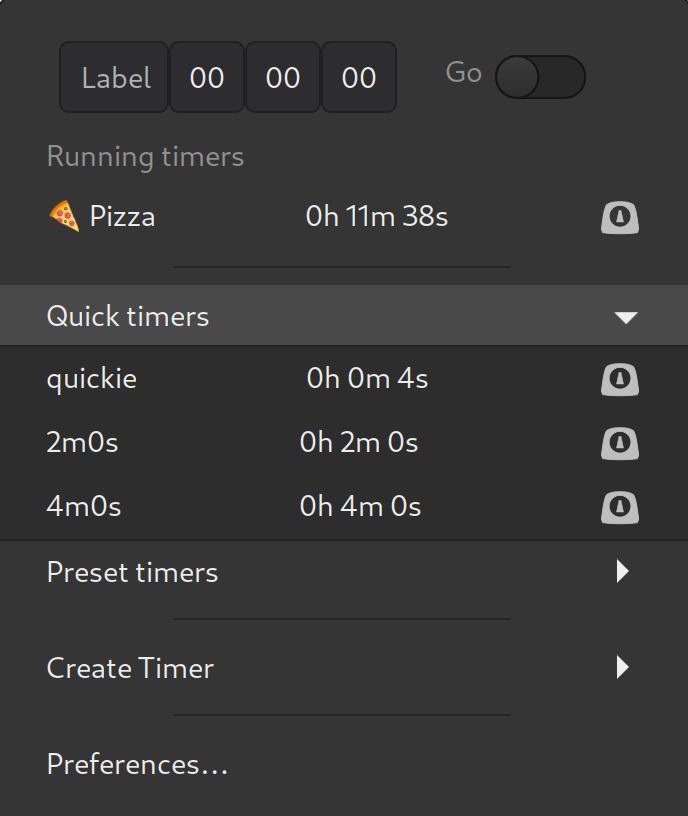 Label 00 00 00 Go
Running timers
🍕 Pizza 0h 11m 38s
Quick timers
quickie 0h 0m 4s
2m0s 0h 2m 0s
4m0s 0h 4m 0s
Preset timers
Create Timer
Preferences...